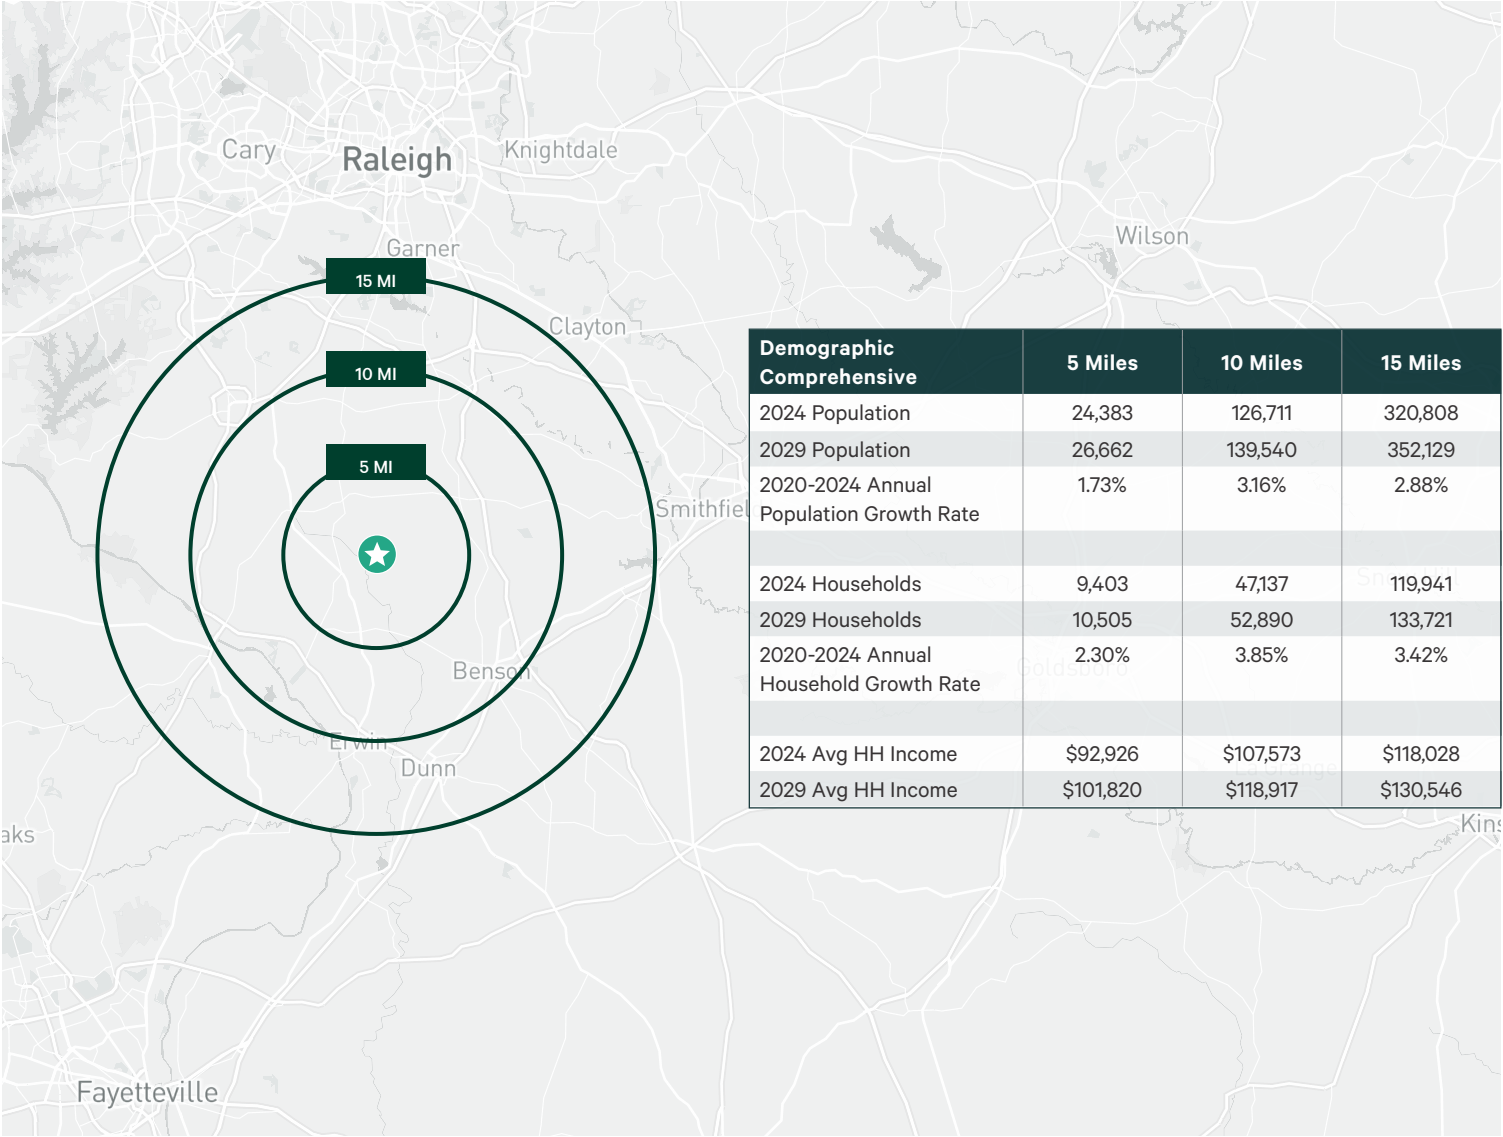 Cary
Raleigh
Knightdale
Garner
Wilson
15 MI
Clayton
10 MI
5 MI
Smithfiel
Benson
Erwin
Dunn
aks
Fayetteville
Kins
Demographic
Comprehensive
5 Miles 10 Miles 15 Miles
2024 Population 24,383 126,711 320,808
2029 Population 26,662 139,540 352,129
2020-2024 Annual 1.73% 3.16% 2.88%
Population Growth Rate
2024 Households 9,403 47,137 119,941
2029 Households 10,505 52,890 133,721
2020-2024 Annual 2.30% 3.85% 3.42%
Household Growth Rate
Goldsboro
2024 Avg HH Income $92,926 $107,573 $118,028
La Grange
2029 Avg HH Income $101,820 $118,917 $130,546